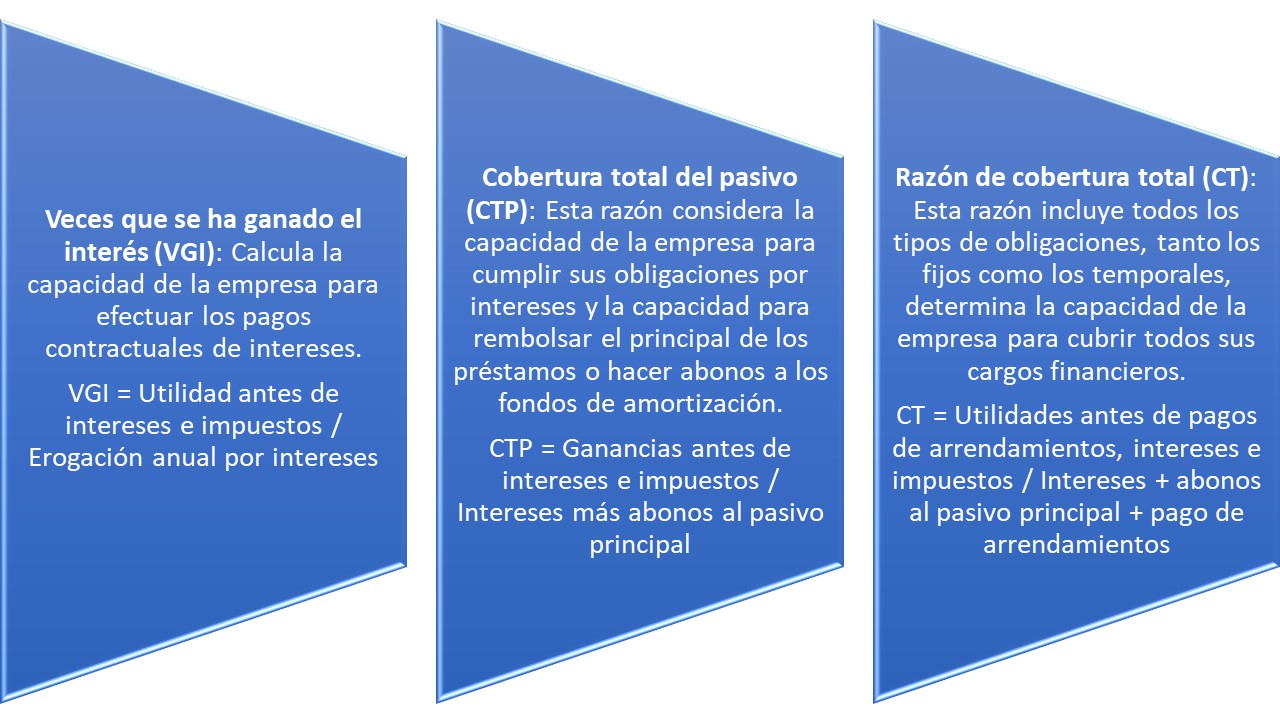 Veces que se ha ganado el
interés (VGI): Calcula la
capacidad de la empresa para
efectuar los pagos
contractuales de intereses.
VGI = Utilidad antes de
intereses e impuestos /
Erogación anual por intereses
Cobertura total del pasivo
(CTP): Esta razón considera la
capacidad de la empresa para
cumplir sus obligaciones por
intereses y la capacidad para
rembolsar el principal de los
préstamos o hacer abonos a los
fondos de amortización.
CTP = Ganancias antes de
intereses e impuestos /
Intereses más abonos al pasivo
principal
Razón de cobertura total (CT):
Esta razón incluye todos los
tipos de obligaciones, tanto los
fijos como los temporales,
determina la capacidad de la
empresa para cubrir todos sus
cargos financieros.
CT = Utilidades antes de pagos
de arrendamientos, intereses e
impuestos / Intereses + abonos
al pasivo principal + pago de
arrendamientos